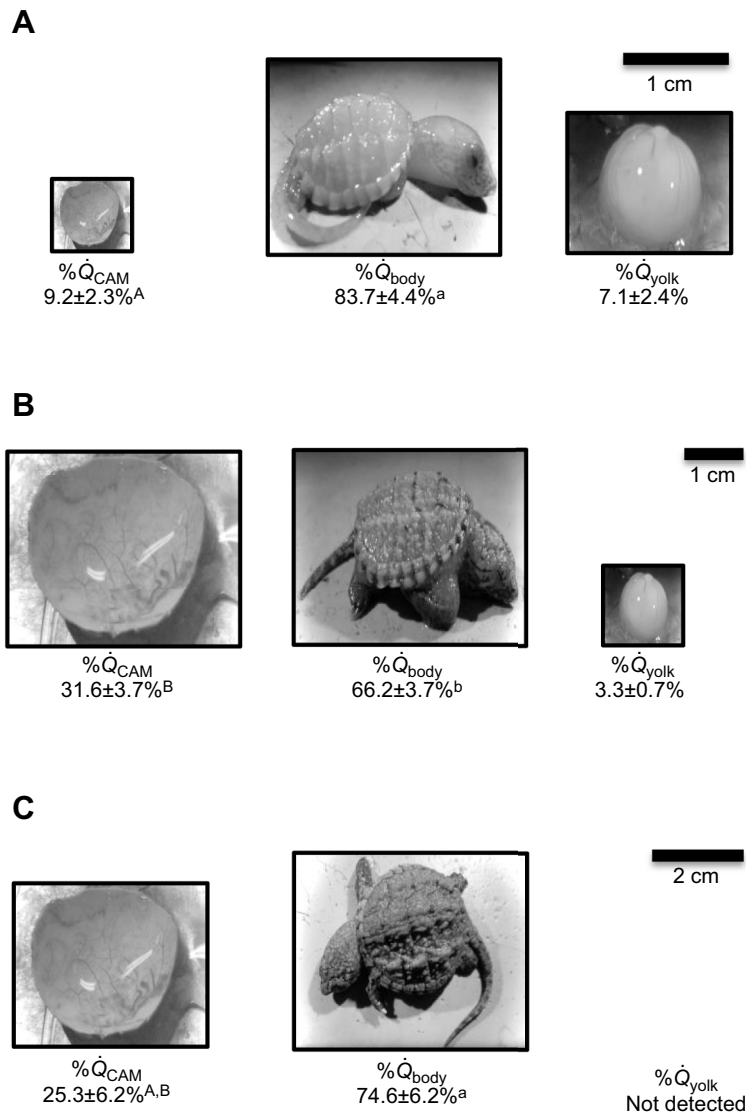 A
1 cm
%Q̇CAM
9.2±2.3%A
%Q̇body
83.7±4.4%a
%Q̇yolk
7.1±2.4%
B
1 cm
%Q̇CAM
31.6±3.7%B
%Q̇body
66.2±3.7%b
%Q̇yolk
3.3±0.7%
C
2 cm
%Q̇CAM
25.3±6.2%A,B
%Q̇body
74.6±6.2%a
%Q̇yolk
Not detected